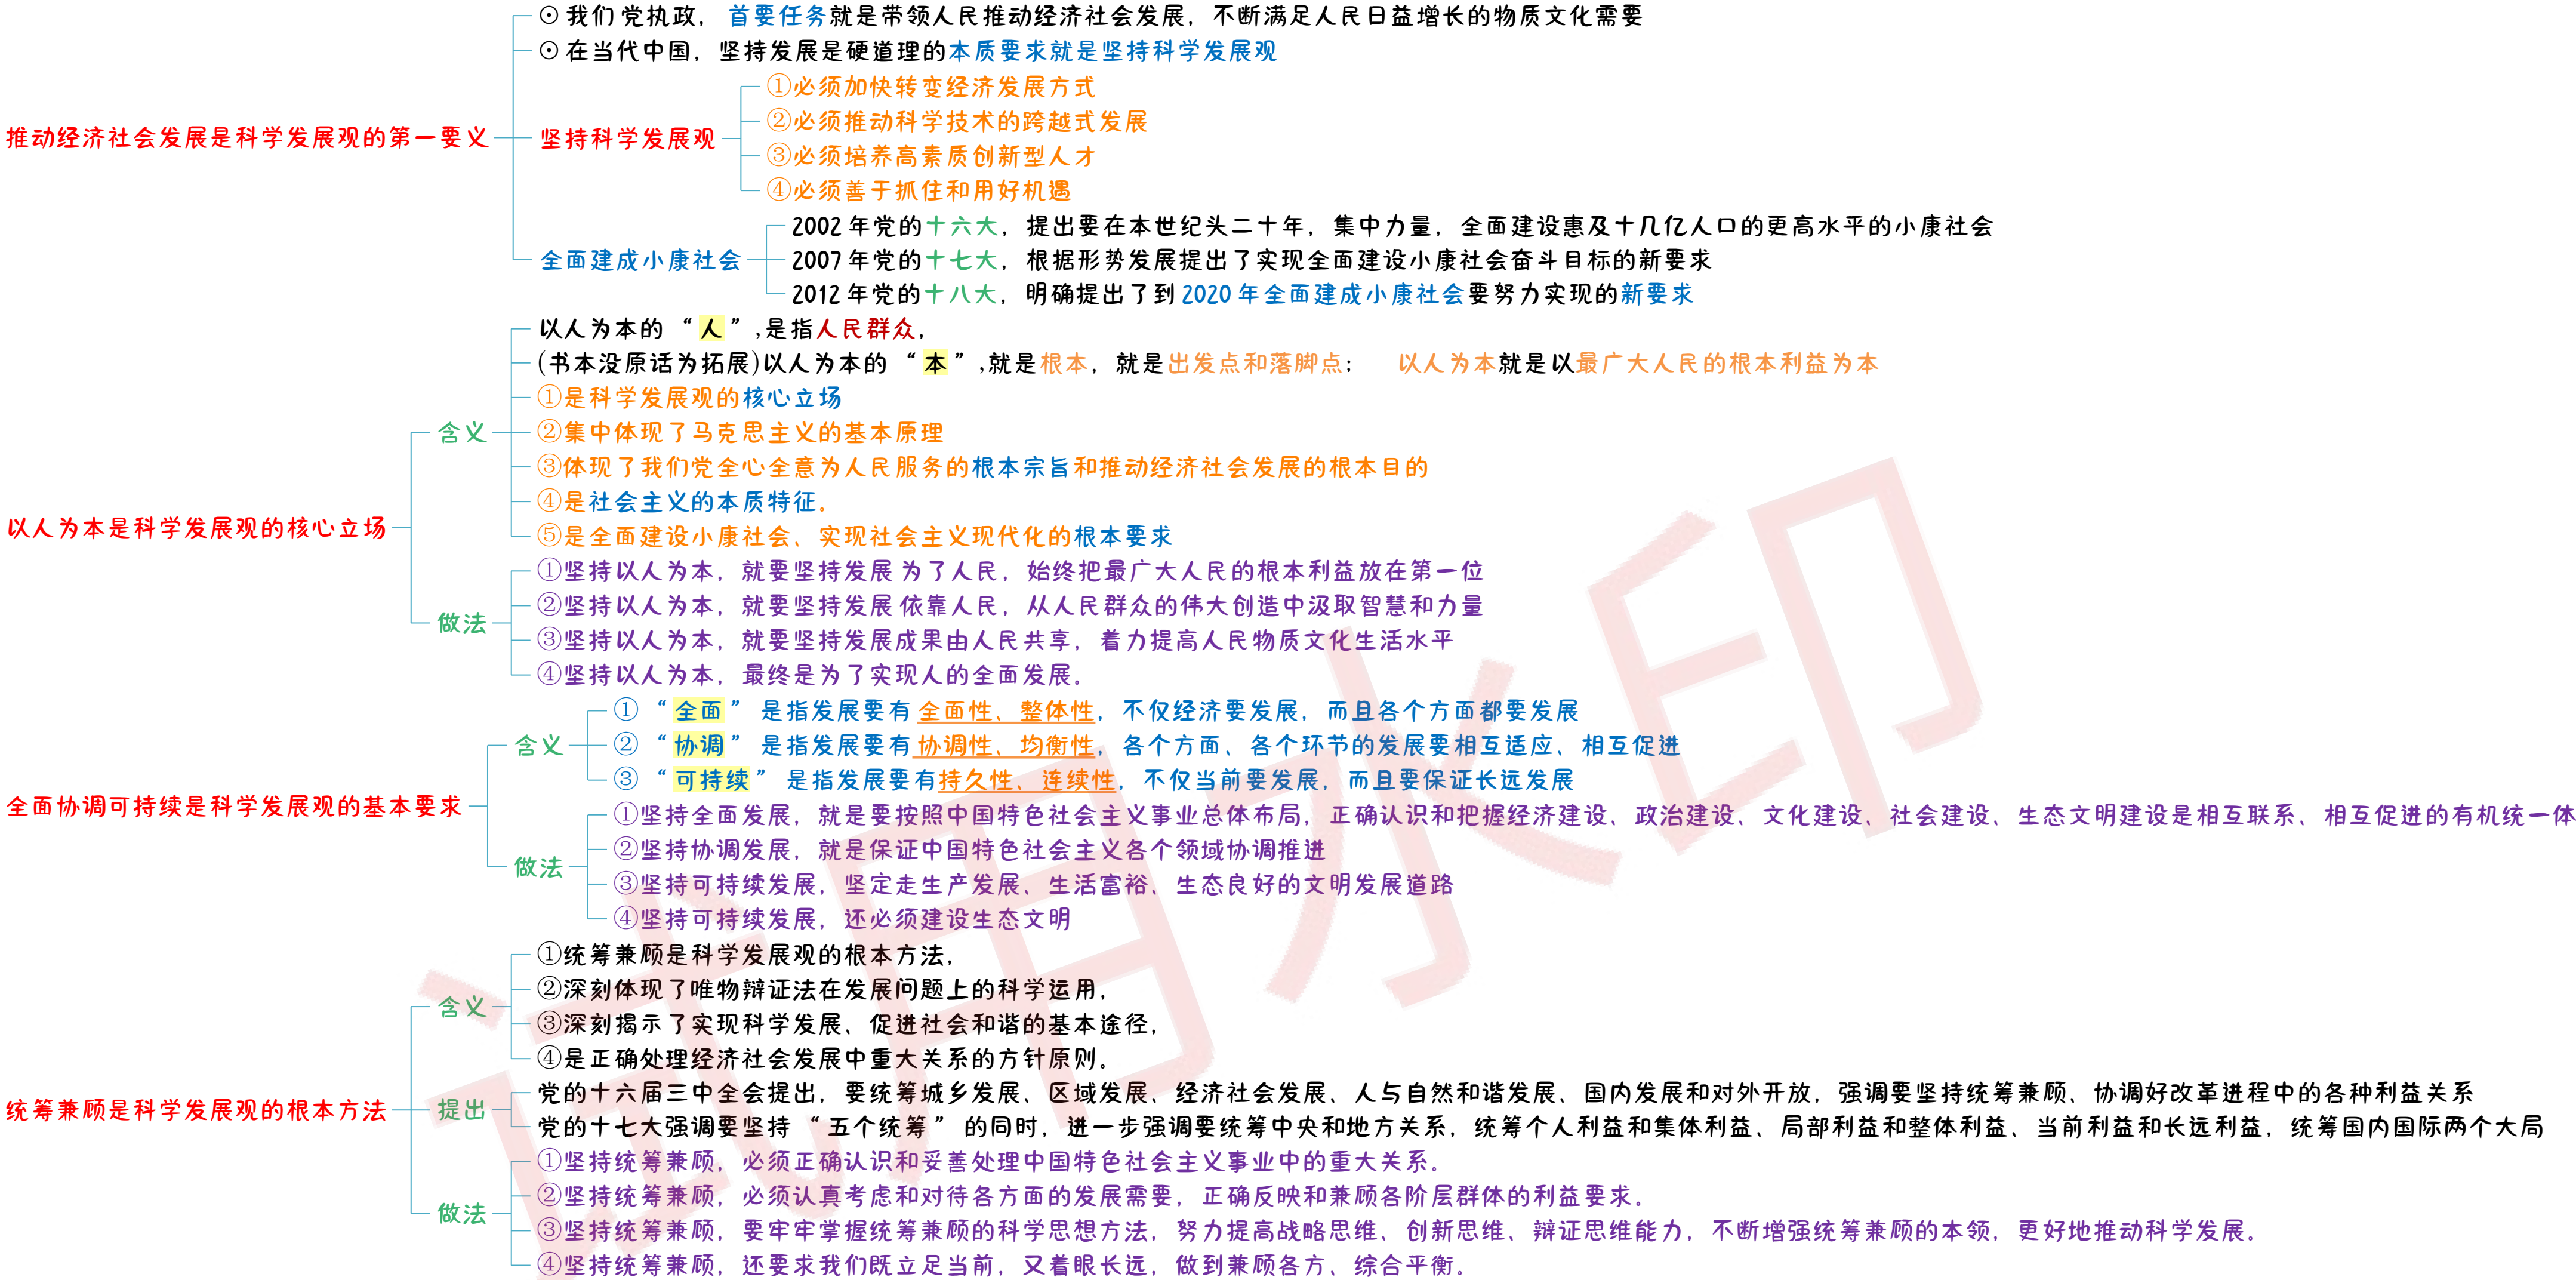 ⊙ 我们党执政，首要任务就是带领人民推动经济社会发展，不断满足人民日益增长的物质文化需要
⊙ 在当代中国，坚持发展是硬道理的本质要求就是坚持科学发展观
推动经济社会发展是科学发展观的第一要义
坚持科学发展观
①必须加快转变经济发展方式
②必须推动科学技术的跨越式发展
③必须培养高素质创新型人才
④必须善于抓住和用好机遇
全面建成小康社会
2002年党的十六大，提出要在本世纪头二十年，集中力量，全面建设惠及十几亿人口的更高水平的小康社会
2007年党的十七大，根据形势发展提出了实现全面建设小康社会奋斗目标的新要求
2012年党的十八大，明确提出了到2020年全面建成小康社会要努力实现的新要求
以人为本是科学发展观的核心立场
含义
以人为本的“人”,是指人民群众，
(书本没原话为拓展)以人为本的“本”,就是根本，就是出发点和落脚点； 以人为本就是以最广大人民的根本利益为本
①是科学发展观的核心立场
②集中体现了马克思主义的基本原理
③体现了我们党全心全意为人民服务的根本宗旨和推动经济社会发展的根本目的
④是社会主义的本质特征。
⑤是全面建设小康社会、实现社会主义现代化的根本要求
做法
①坚持以人为本，就要坚持发展为了人民，始终把最广大人民的根本利益放在第一位
②坚持以人为本，就要坚持发展依靠人民，从人民群众的伟大创造中汲取智慧和力量
③坚持以人为本，就要坚持发展成果由人民共享，着力提高人民物质文化生活水平
④坚持以人为本，最终是为了实现人的全面发展。
全面协调可持续是科学发展观的基本要求
含义
①“全面”是指发展要有全面性、整体性，不仅经济要发展，而且各个方面都要发展
②“协调”是指发展要有协调性、均衡性，各个方面、各个环节的发展要相互适应、相互促进
③“可持续”是指发展要有持久性、连续性，不仅当前要发展，而且要保证长远发展
做法
①坚持全面发展，就是要按照中国特色社会主义事业总体布局，正确认识和把握经济建设、政治建设、文化建设、社会建设、生态文明建设是相互联系、相互促进的有机统一体
②坚持协调发展，就是保证中国特色社会主义各个领域协调推进
③坚持可持续发展，坚定走生产发展、生活富裕、生态良好的文明发展道路
④坚持可持续发展，还必须建设生态文明
统筹兼顾是科学发展观的根本方法
含义
①统筹兼顾是科学发展观的根本方法，
②深刻体现了唯物辩证法在发展问题上的科学运用，
③深刻揭示了实现科学发展、促进社会和谐的基本途径，
④是正确处理经济社会发展中重大关系的方针原则。
提出
党的十六届三中全会提出，要统筹城乡发展、区域发展、经济社会发展、人与自然和谐发展、国内发展和对外开放，强调要坚持统筹兼顾、协调好改革进程中的各种利益关系
党的十七大强调要坚持“五个统筹”的同时，进一步强调要统筹中央和地方关系，统筹个人利益和集体利益、局部利益和整体利益、当前利益和长远利益，统筹国内国际两个大局
做法
①坚持统筹兼顾，必须正确认识和妥善处理中国特色社会主义事业中的重大关系。
②坚持统筹兼顾，必须认真考虑和对待各方面的发展需要，正确反映和兼顾各阶层群体的利益要求。
③坚持统筹兼顾，要牢牢掌握统筹兼顾的科学思想方法，努力提高战略思维、创新思维、辩证思维能力，不断增强统筹兼顾的本领，更好地推动科学发展。
④坚持统筹兼顾，还要求我们既立足当前，又着眼长远，做到兼顾各方、综合平衡。
试用水印